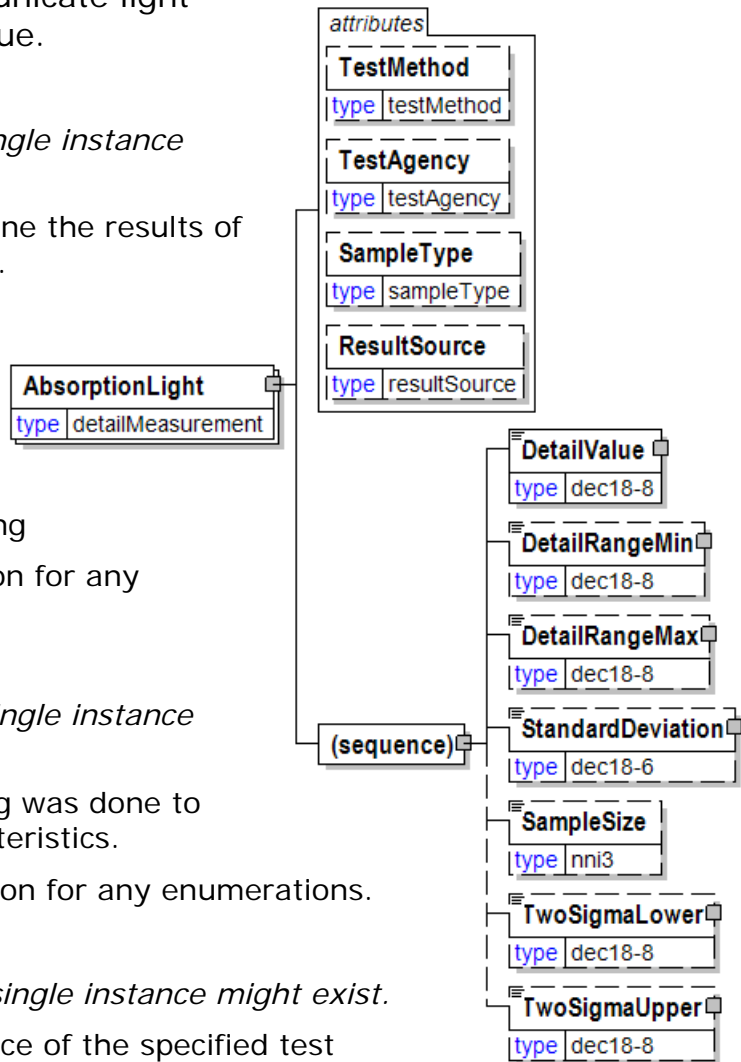 unicate light
ue.
ngle instance
ne the results of
.
ng
on for any
ingle instance
g was done to
teristics.
on for any enumerations.
single instance might exist.
ce of the specified test
attributes
TestMethod
type testMethod
TestAgency
type testAgency
SampleType
type sampleType
ResultSource
type resultSource
AbsorptionLight
type detailMeasurement
(sequence)
DetailValue
type dec18-8
DetailRangeMin
type dec18-8
DetailRangeMax
type dec18-8
StandardDeviation
type dec18-6
SampleSize
type nni3
TwoSigmaLower
type dec18-8
TwoSigmaUpper
type dec18-8